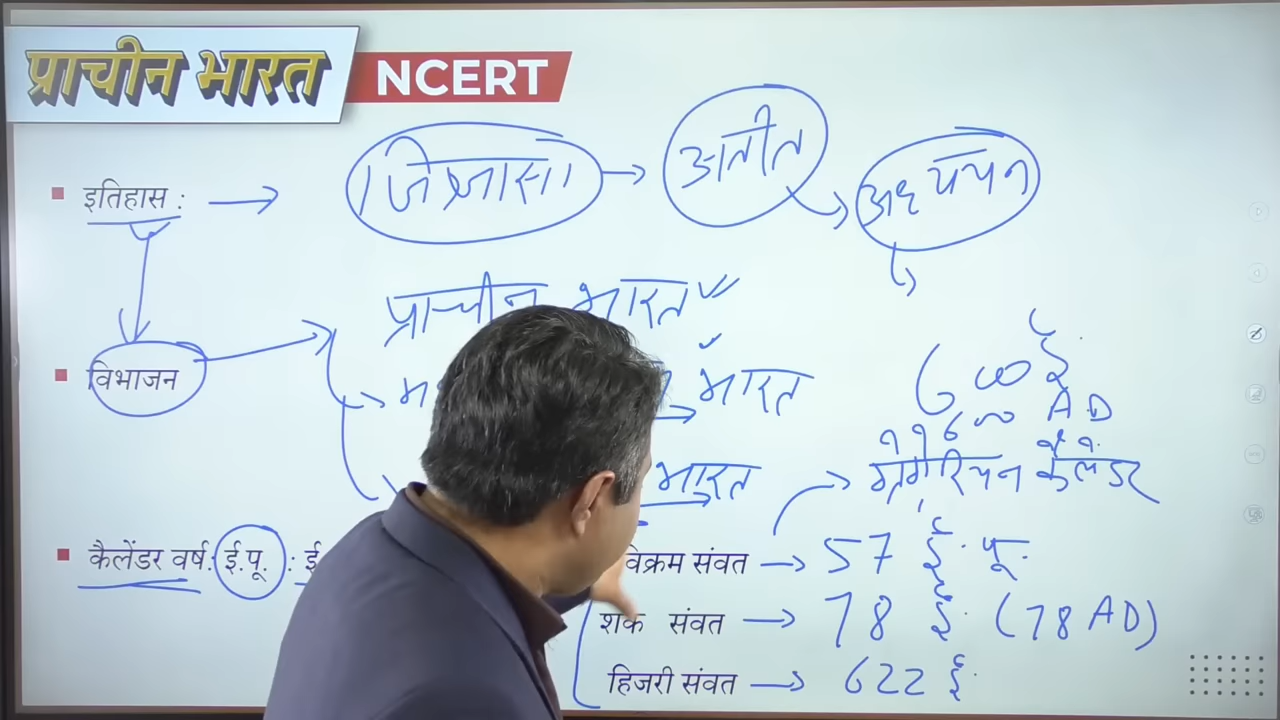 प्राचीन भारत NCERT
इतिहास : जिज्ञासा अतीत अध्ययन
प्राचीन भारत
600 ई.
विभाजन भारत AD
ग्रेगोरियन कैलेंडर
भारत
कैलेंडर वर्ष: ई.पू. : ई
विक्रम संवत 57 ई. पू.
शक संवत 78 ई. (78 AD)
हिजरी संवत 622 ई.